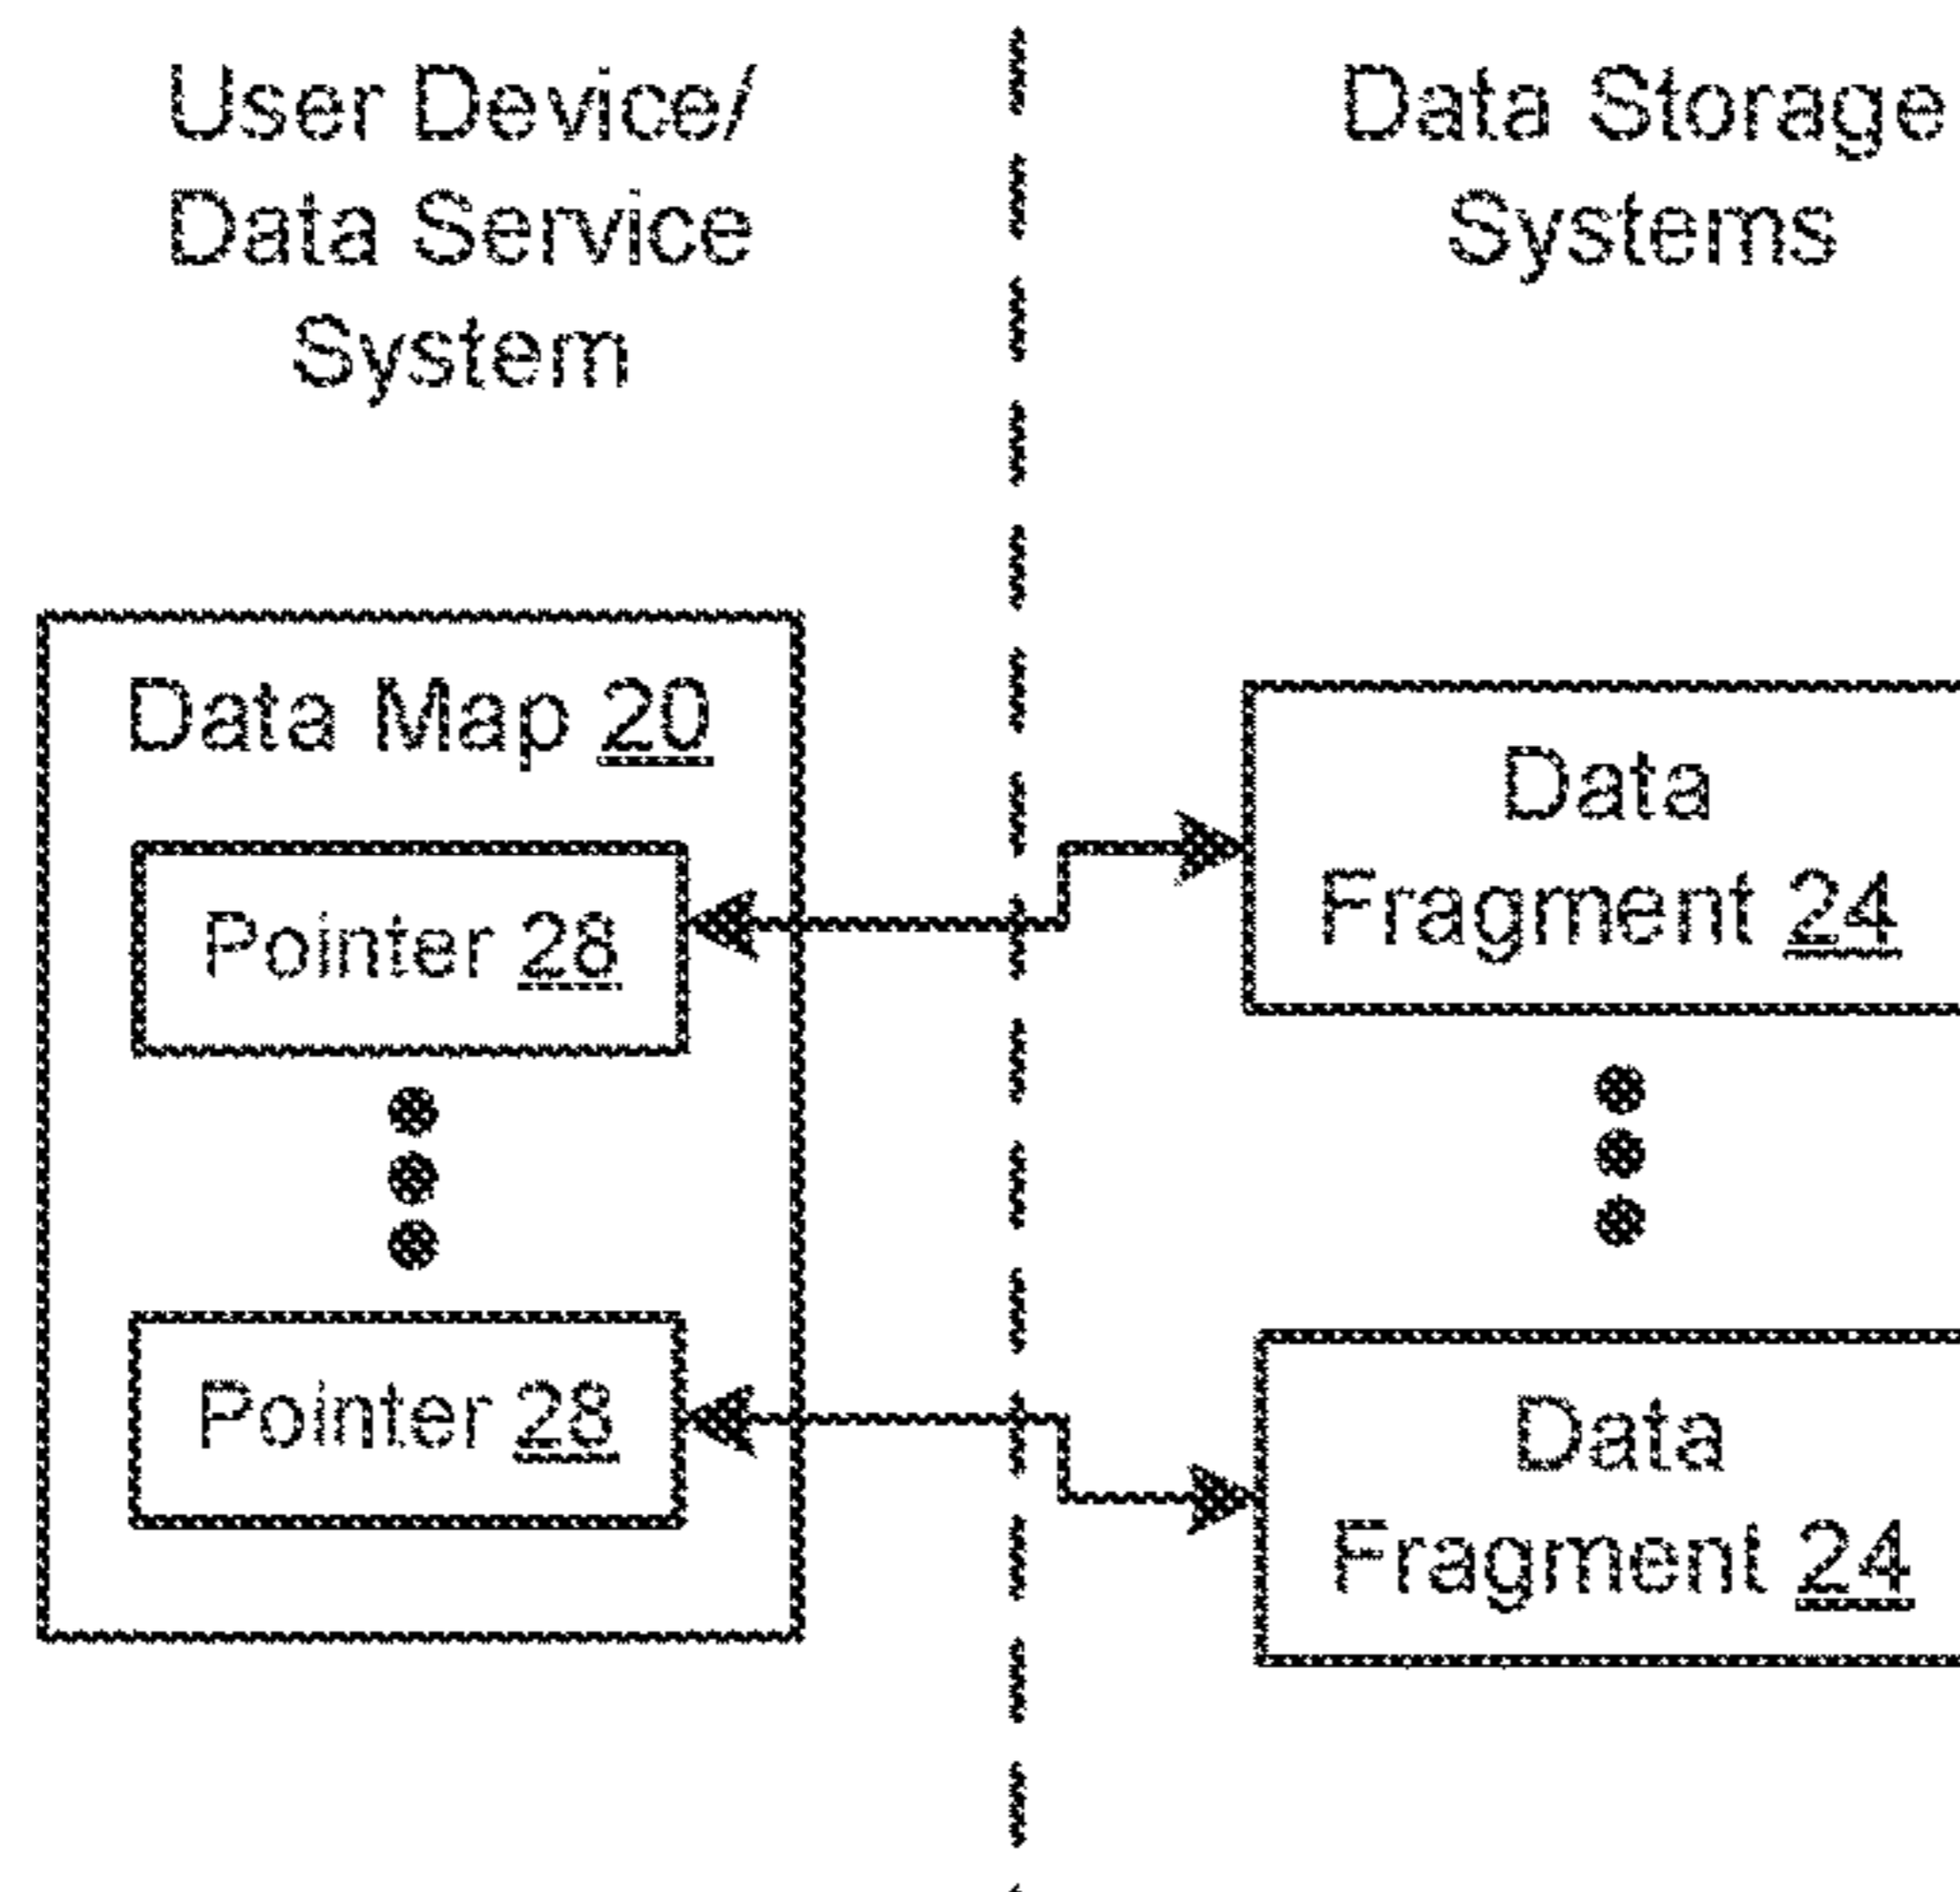 User Device/
Data Service
System
Data Storage
Systems
Data Map 20
Pointer 28
Pointer 28
Data
Fragment 24
Data
Fragment 24